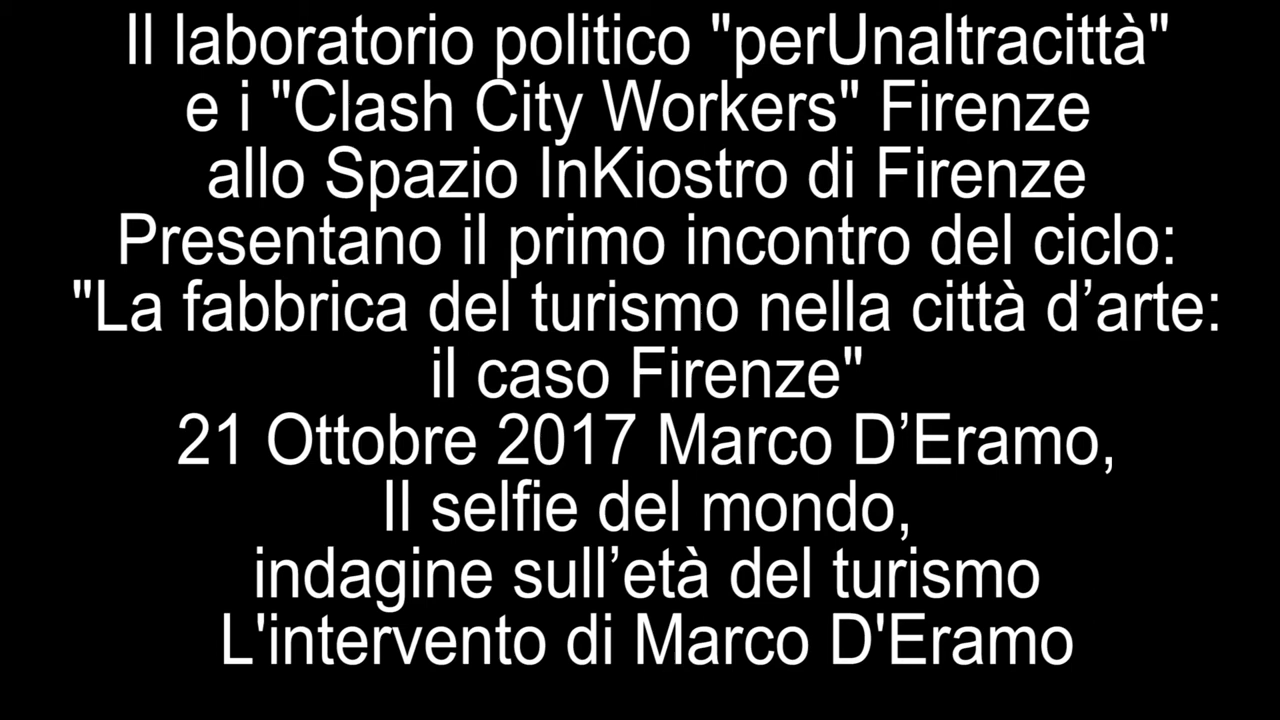 Il laboratorio politico "perUnaltracittà"
e i "Clash City Workers" Firenze
allo Spazio InKiostro di Firenze
Presentano il primo incontro del ciclo:
"La fabbrica del turismo nella città d’arte:
il caso Firenze"
21 Ottobre 2017 Marco D’Eramo,
Il selfie del mondo,
indagine sull’età del turismo
L'intervento di Marco D'Eramo